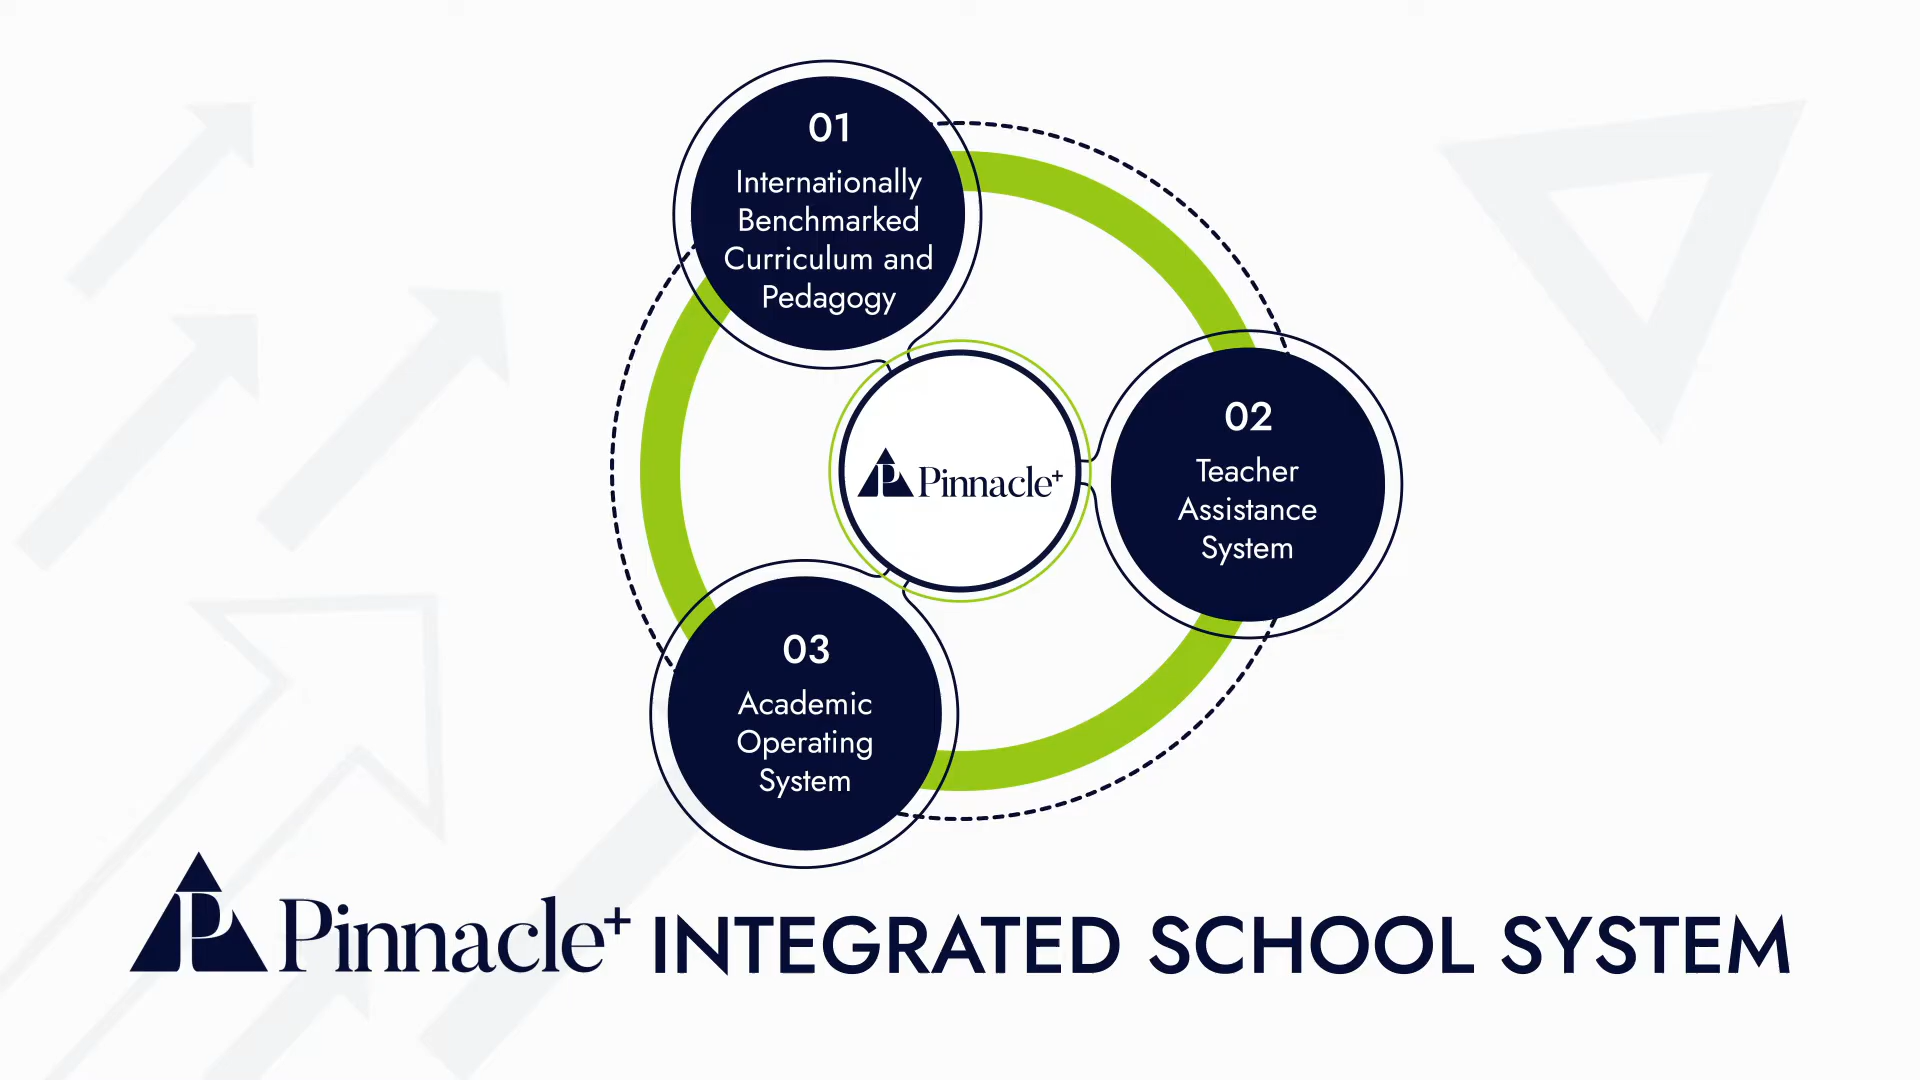 01
Internationally
Benchmarked
Curriculum and
Pedagogy
02
Teacher
Assistance
System
P Pinnacle+
03
Academic
Operating
System
P Pinnacle+ INTEGRATED SCHOOL SYSTEM